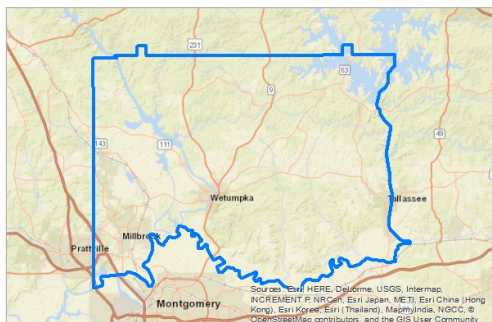 231
63
9
49
143
111
Wetumpka
Tallassee
Millbrook
Prattville
Montgomery
Sources: Esri, HERE, DeLorme, USGS, Intermap,
INCREMENT P, NRCan, Esri Japan, METI, Esri China (Hong
Kong), Esri Korea, Esri (Thailand), MapmyIndia, NGCC, ©
OpenStreetMap contributors, and the GIS User Community